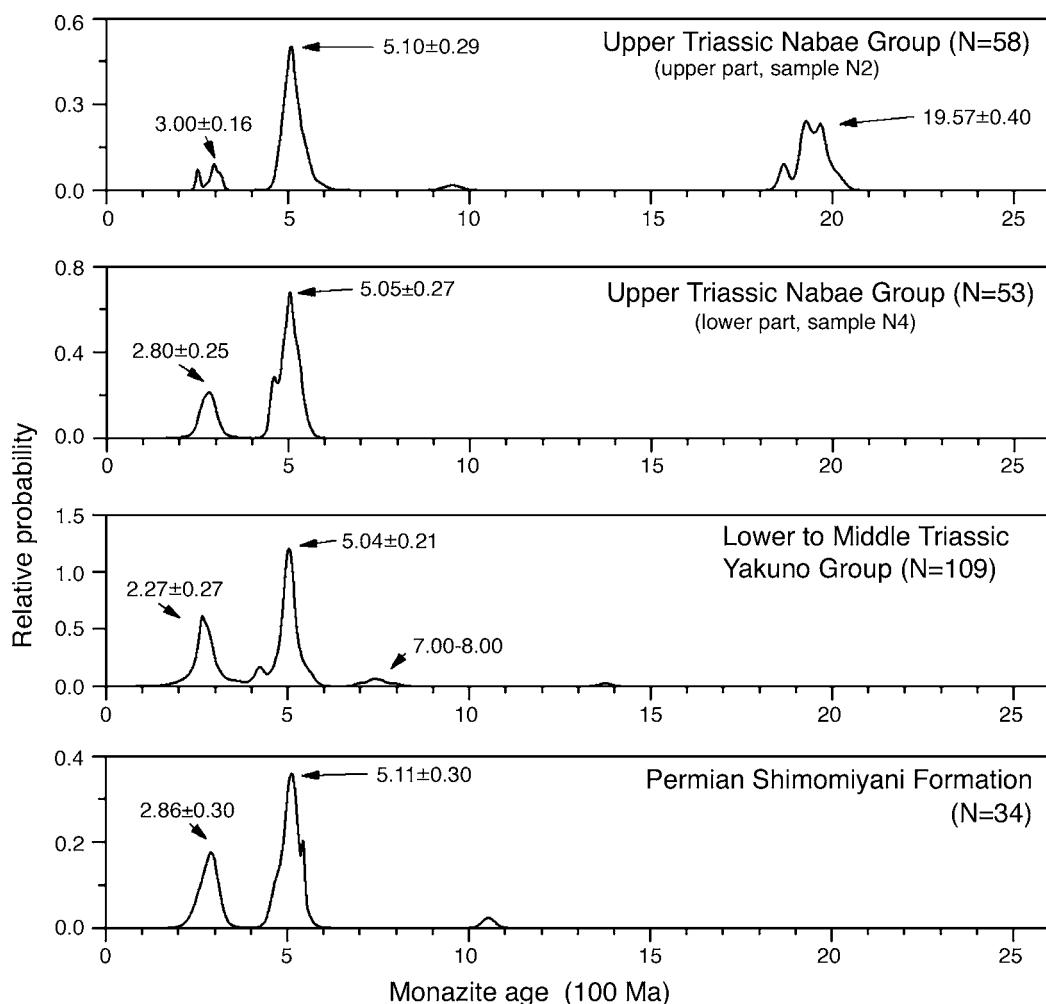 Relative probability
0.6
0.3
0.0
5.10±0.29
3.00±0.16
19.57±0.40
Upper Triassic Nabae Group (N=58)
(upper part, sample N2)
0 5 10 15 20 25
0.8
0.4
0.0
5.05±0.27
2.80±0.25
Upper Triassic Nabae Group (N=53)
(lower part, sample N4)
0 5 10 15 20 25
1.5
1.0
0.5
0.0
5.04±0.21
2.27±0.27
7.00-8.00
Lower to Middle Triassic
Yakuno Group (N=109)
0 5 10 15 20 25
0.4
0.2
0.0
5.11±0.30
2.86±0.30
Permian Shimomiyani Formation
(N=34)
0 5 10 15 20 25
Monazite age (100 Ma)